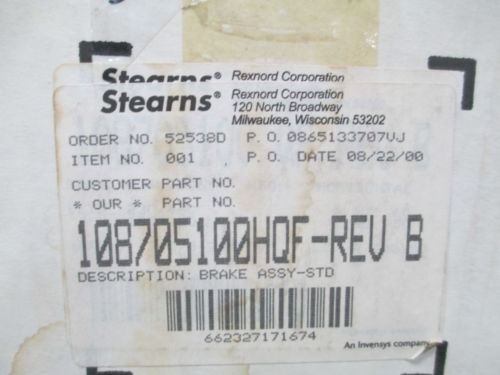 Stearns® Rexnord Corporation
Stearns® Rexnord Corporation
120 North Broadway
Milwaukee, Wisconsin 53202
ORDER NO. 52538D P.O. 0865133707VJ
ITEM NO. 001 P.O. DATE 08/22/00
CUSTOMER PART NO.
* OUR * PART NO.
108705100HQF-REV B
DESCRIPTION: BRAKE ASSY-STD
662327171674
An Invensys company